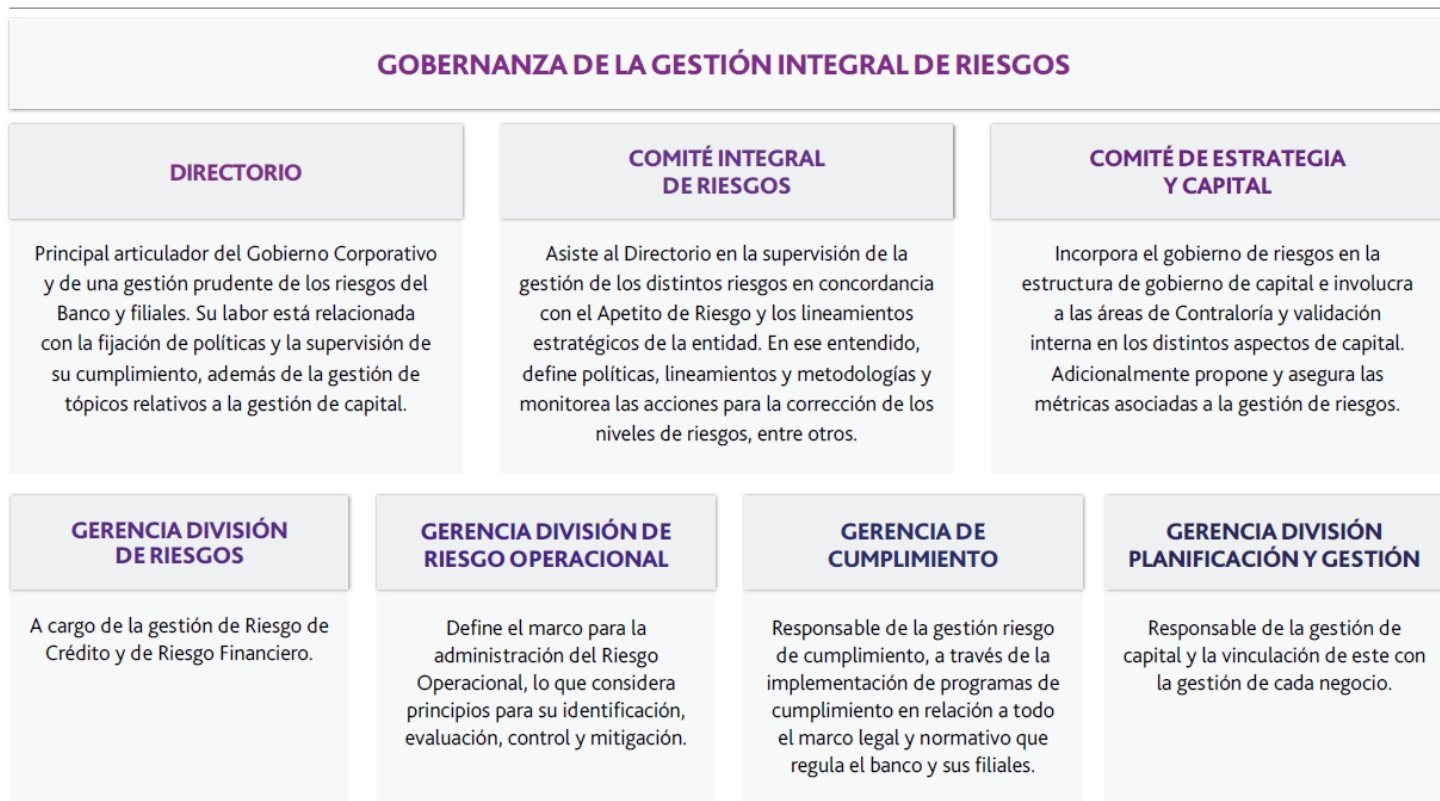 GOBERNANZA DE LA GESTIÓN INTEGRAL DE RIESGOS
DIRECTORIO
Principal articulador del Gobierno Corporativo
y de una gestión prudente de los riesgos del
Banco y filiales. Su labor está relacionada
con la fijación de políticas y la supervisión de
su cumplimiento, además de la gestión de
tópicos relativos a la gestión de capital.
COMITÉ INTEGRAL
DE RIESGOS
Asiste al Directorio en la supervisión de la
gestión de los distintos riesgos en concordancia
con el Apetito de Riesgo y los lineamientos
estratégicos de la entidad. En ese entendido,
define políticas, lineamientos y metodologías y
monitorea las acciones para la corrección de los
niveles de riesgos, entre otros.
COMITÉ DE ESTRATEGIA
Y CAPITAL
Incorpora el gobierno de riesgos en la
estructura de gobierno de capital e involucra
a las áreas de Contraloría y validación
interna en los distintos aspectos de capital.
Adicionalmente propone y asegura las
métricas asociadas a la gestión de riesgos.
GERENCIA DIVISIÓN
DE RIESGOS
A cargo de la gestión de Riesgo de
Crédito y de Riesgo Financiero.
GERENCIA DIVISIÓN DE
RIESGO OPERACIONAL
Define el marco para la
administración del Riesgo
Operacional, lo que considera
principios para su identificación,
evaluación, control y mitigación.
GERENCIA DE
CUMPLIMIENTO
Responsable de la gestión riesgo
de cumplimiento, a través de la
implementación de programas de
cumplimiento en relación a todo
el marco legal y normativo que
regula el banco y sus filiales.
GERENCIA DIVISIÓN
PLANIFICACIÓN Y GESTIÓN
Responsable de la gestión de
capital y la vinculación de este con
la gestión de cada negocio.